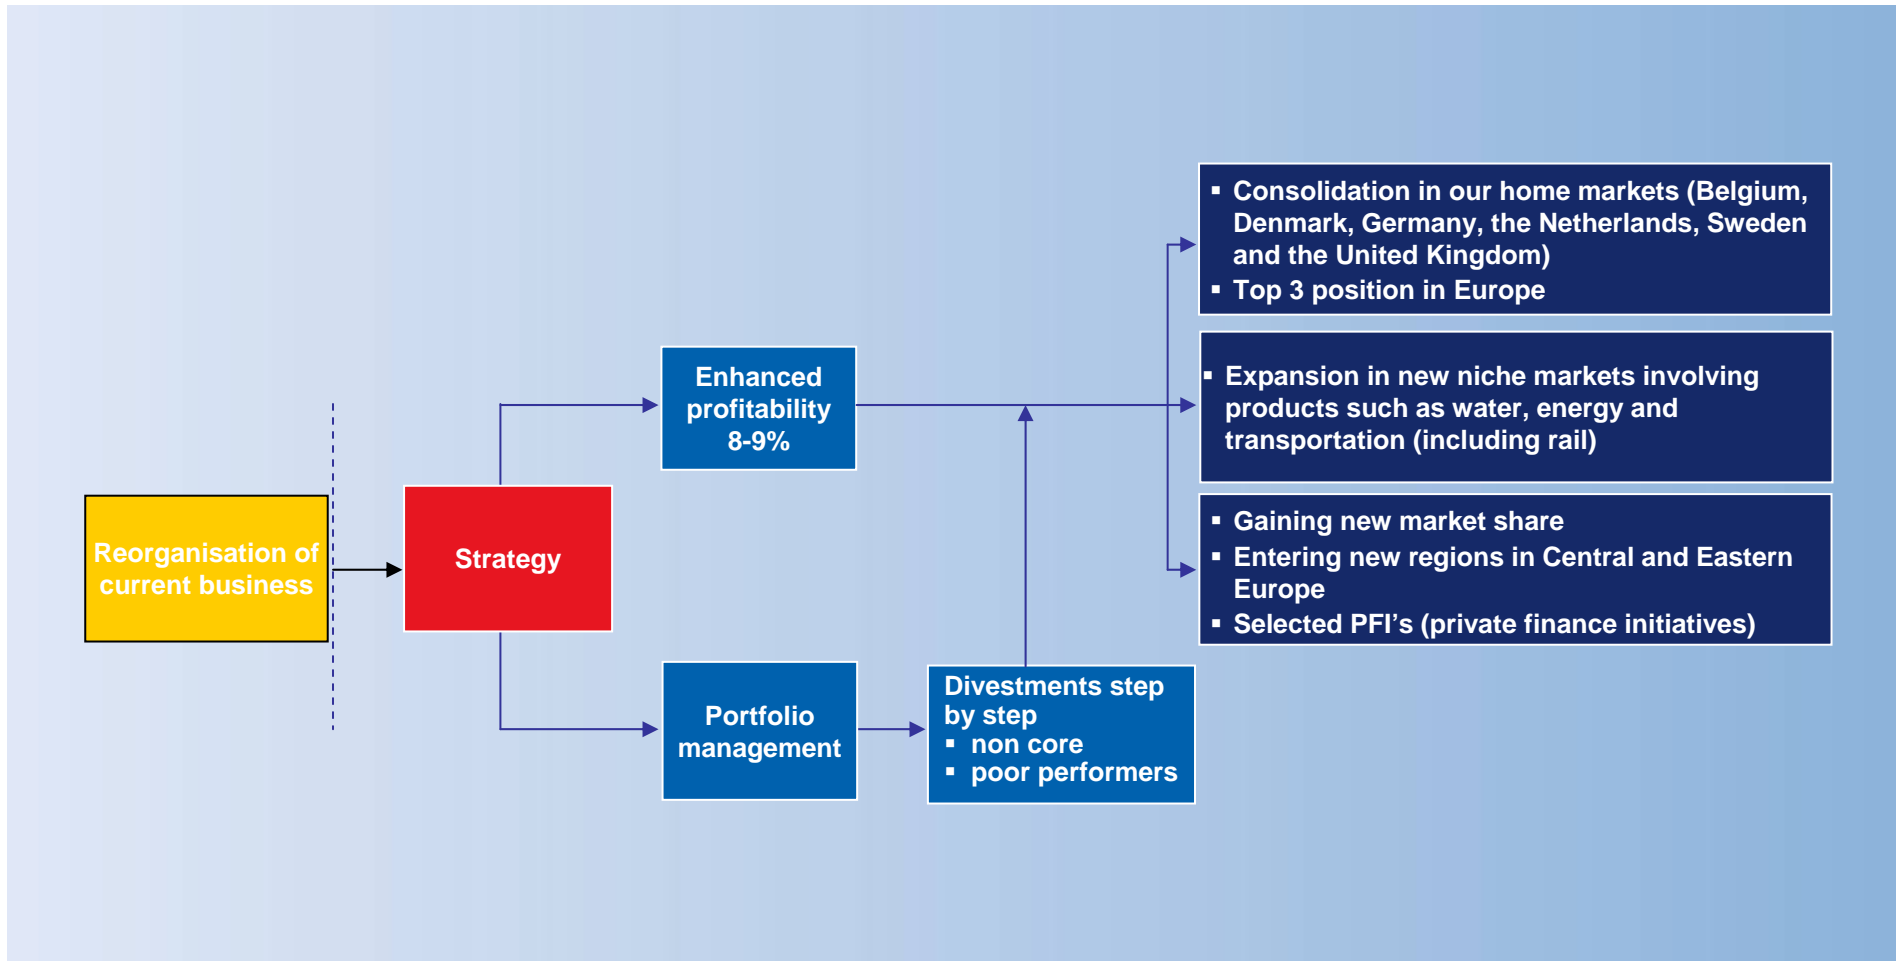 Reorganisation of
current business
Strategy
Enhanced
profitability
8-9%
Portfolio
management
Divestments step
by step
▪ non core
▪ poor performers
▪ Consolidation in our home markets (Belgium,
Denmark, Germany, the Netherlands, Sweden
and the United Kingdom)
▪ Top 3 position in Europe
▪ Expansion in new niche markets involving
products such as water, energy and
transportation (including rail)
▪ Gaining new market share
▪ Entering new regions in Central and Eastern
Europe
▪ Selected PFI’s (private finance initiatives)